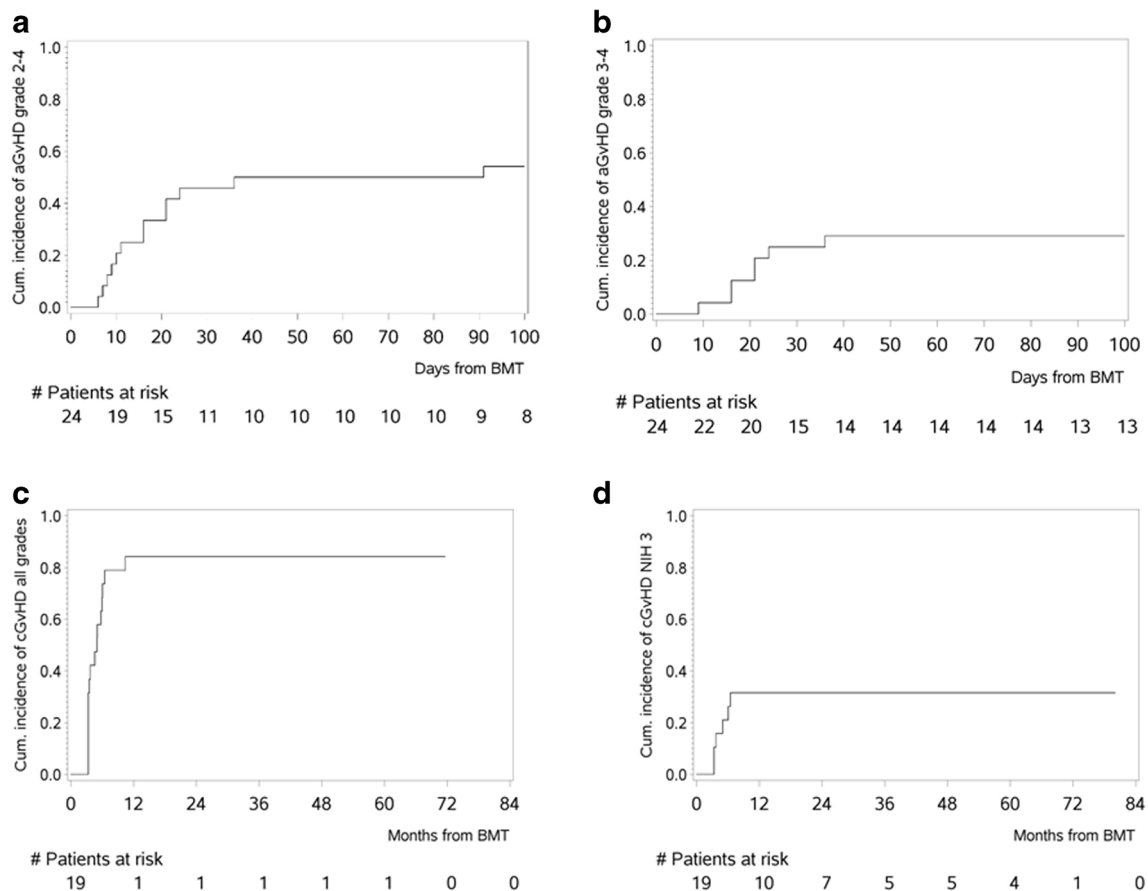 a
Cum. incidence of aGvHD grade 2-4
1.0
0.8
0.6
0.4
0.2
0.0
0 10 20 30 40 50 60 70 80 90 100
Days from BMT
# Patients at risk
24 19 15 11 10 10 10 10 10 9 8
b
Cum. incidence of aGvHD grade 3-4
1.0
0.8
0.6
0.4
0.2
0.0
0 10 20 30 40 50 60 70 80 90 100
Days from BMT
# Patients at risk
24 22 20 15 14 14 14 14 14 13 13
c
Cum. incidence of cGvHD all grades
1.0
0.8
0.6
0.4
0.2
0.0
0 12 24 36 48 60 72 84
Months from BMT
# Patients at risk
19 1 1 1 1 1 0 0
d
Cum. incidence of cGvHD NIH 3
1.0
0.8
0.6
0.4
0.2
0.0
0 12 24 36 48 60 72 84
Months from BMT
# Patients at risk
19 10 7 5 5 4 1 0